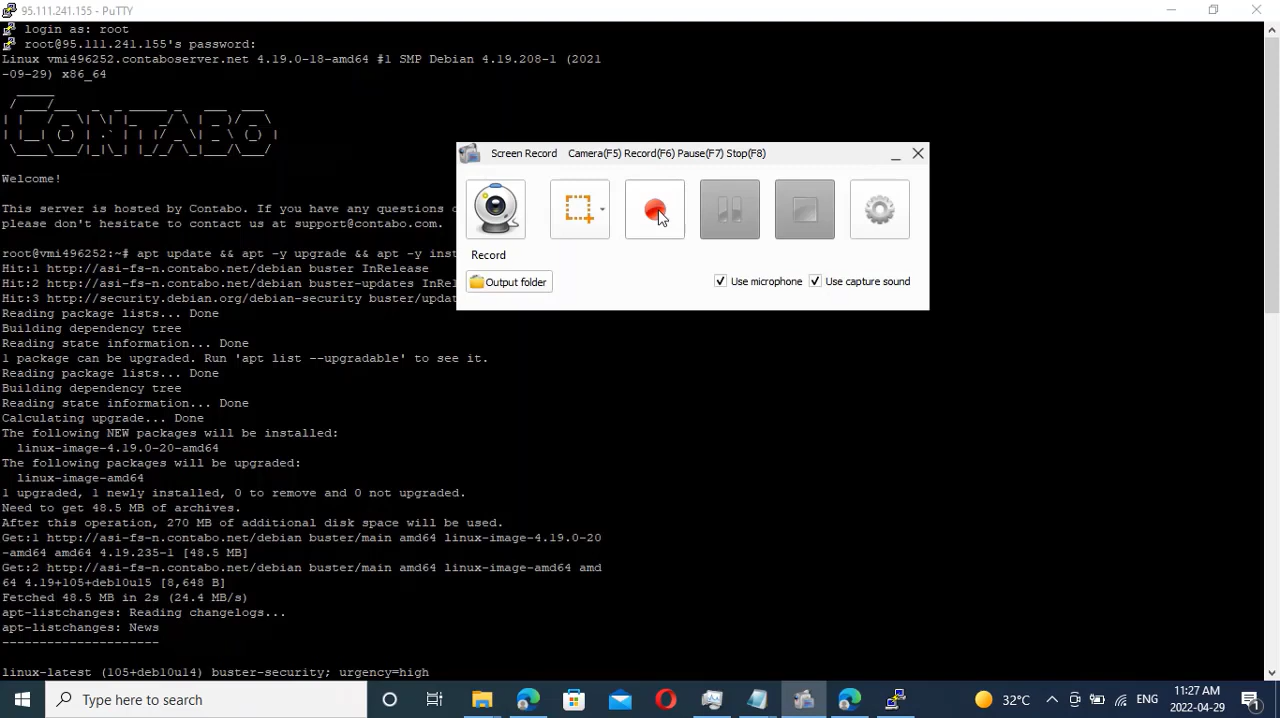 95.111.241.155 - PuTTY
login as: root
root@95.111.241.155's password:
Linux vmi496252.contaboserver.net 4.19.0-18-amd64 #1 SMP Debian 4.19.208-1 (2021
-09-29) x86_64
CONTABO
Welcome!
This server is hosted by Contabo. If you have any questions o
please don't hesitate to contact us at support@contabo.com.
root@vmi496252:~# apt update && apt -y upgrade && apt -y inst
Hit:1 http://asi-fs-n.contabo.net/debian buster InRelease
Hit:2 http://asi-fs-n.contabo.net/debian buster-updates InRel
Hit:3 http://security.debian.org/debian-security buster/updat
Reading package lists... Done
Building dependency tree
Reading state information... Done
1 package can be upgraded. Run 'apt list --upgradable' to see it.
Reading package lists... Done
Building dependency tree
Reading state information... Done
Calculating upgrade... Done
The following NEW packages will be installed:
linux-image-4.19.0-20-amd64
The following packages will be upgraded:
linux-image-amd64
1 upgraded, 1 newly installed, 0 to remove and 0 not upgraded.
Need to get 48.5 MB of archives.
After this operation, 270 MB of additional disk space will be used.
Get:1 http://asi-fs-n.contabo.net/debian buster/main amd64 linux-image-4.19.0-20
-amd64 amd64 4.19.235-1 [48.5 MB]
Get:2 http://asi-fs-n.contabo.net/debian buster/main amd64 linux-image-amd64 amd
64 4.19+105+deb10u15 [8,648 B]
Fetched 48.5 MB in 2s (24.4 MB/s)
apt-listchanges: Reading changelogs...
apt-listchanges: News
---------------------
linux-latest (105+deb10u14) buster-security; urgency=high
Screen Record Camera(F5) Record(F6) Pause(F7) Stop(F8)
Record
Output folder
Use microphone
Use capture sound
Type here to search
32°C
ENG
11:27 AM
2022-04-29
1